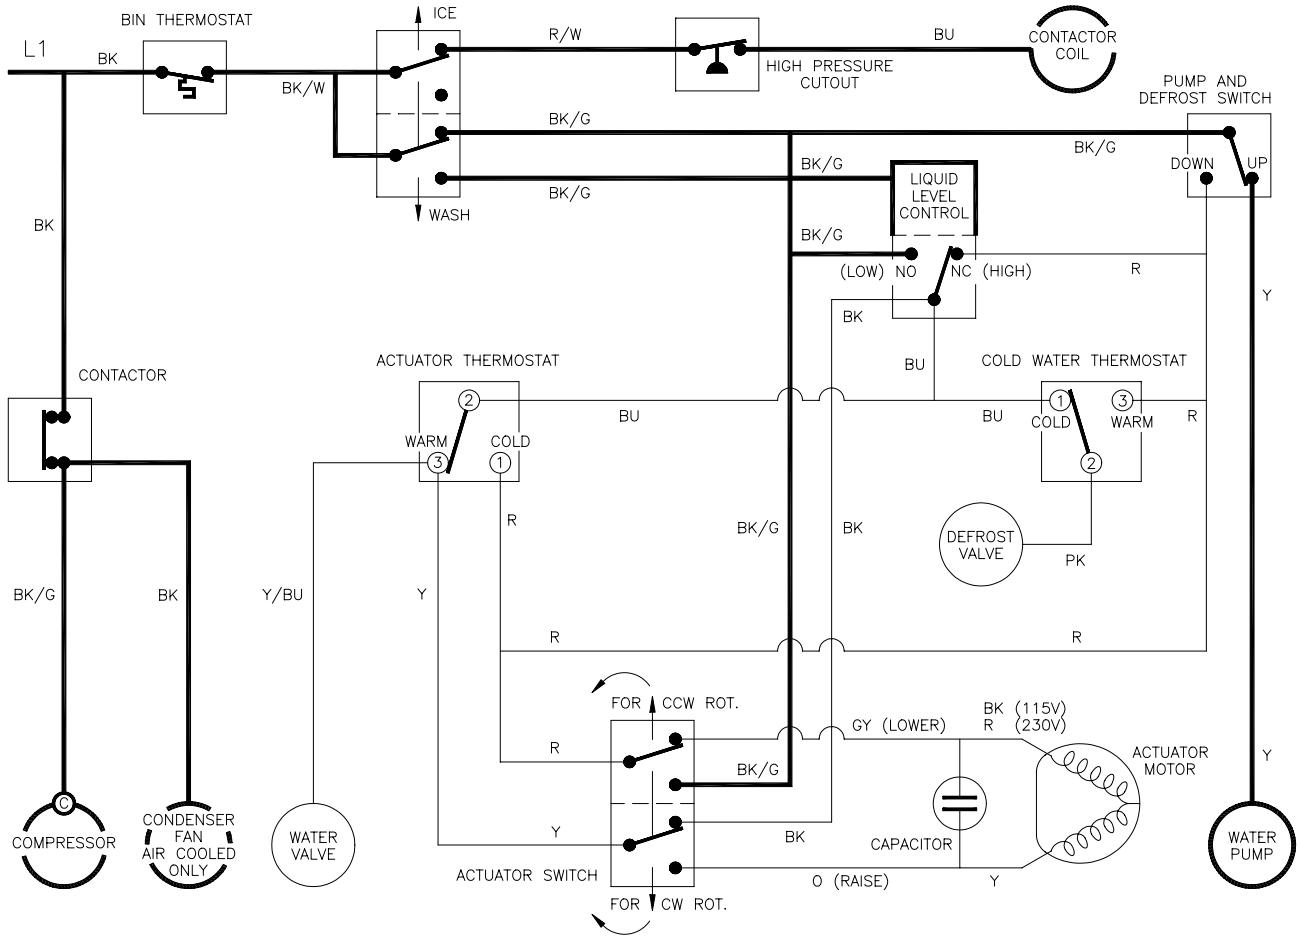 BIN THERMOSTAT
ICE
L1
BK
R/W
BU
CONTACTOR
COIL
HIGH PRESSURE
CUTOUT
BK/W
PUMP AND
DEFROST SWITCH
BK/G
BK/G
BK/G
DOWN
UP
BK/G
WASH
LIQUID
LEVEL
CONTROL
BK
BK/G
(LOW) NO
NC (HIGH)
R
Y
BK
BU
CONTACTOR
ACTUATOR THERMOSTAT
COLD WATER THERMOSTAT
2
BU
BU
1
3
R
COLD
WARM
WARM
COLD
3
1
2
R
BK/G
BK
DEFROST
VALVE
PK
BK/G
BK
Y/BU
Y
R
R
FOR CCW ROT.
GY (LOWER)
BK (115V)
R (230V)
R
BK/G
ACTUATOR
MOTOR
Y
C
COMPRESSOR
CONDENSER
FAN
AIR COOLED
ONLY
WATER
VALVE
Y
BK
CAPACITOR
WATER
PUMP
ACTUATOR SWITCH
O (RAISE)
Y
FOR CW ROT.